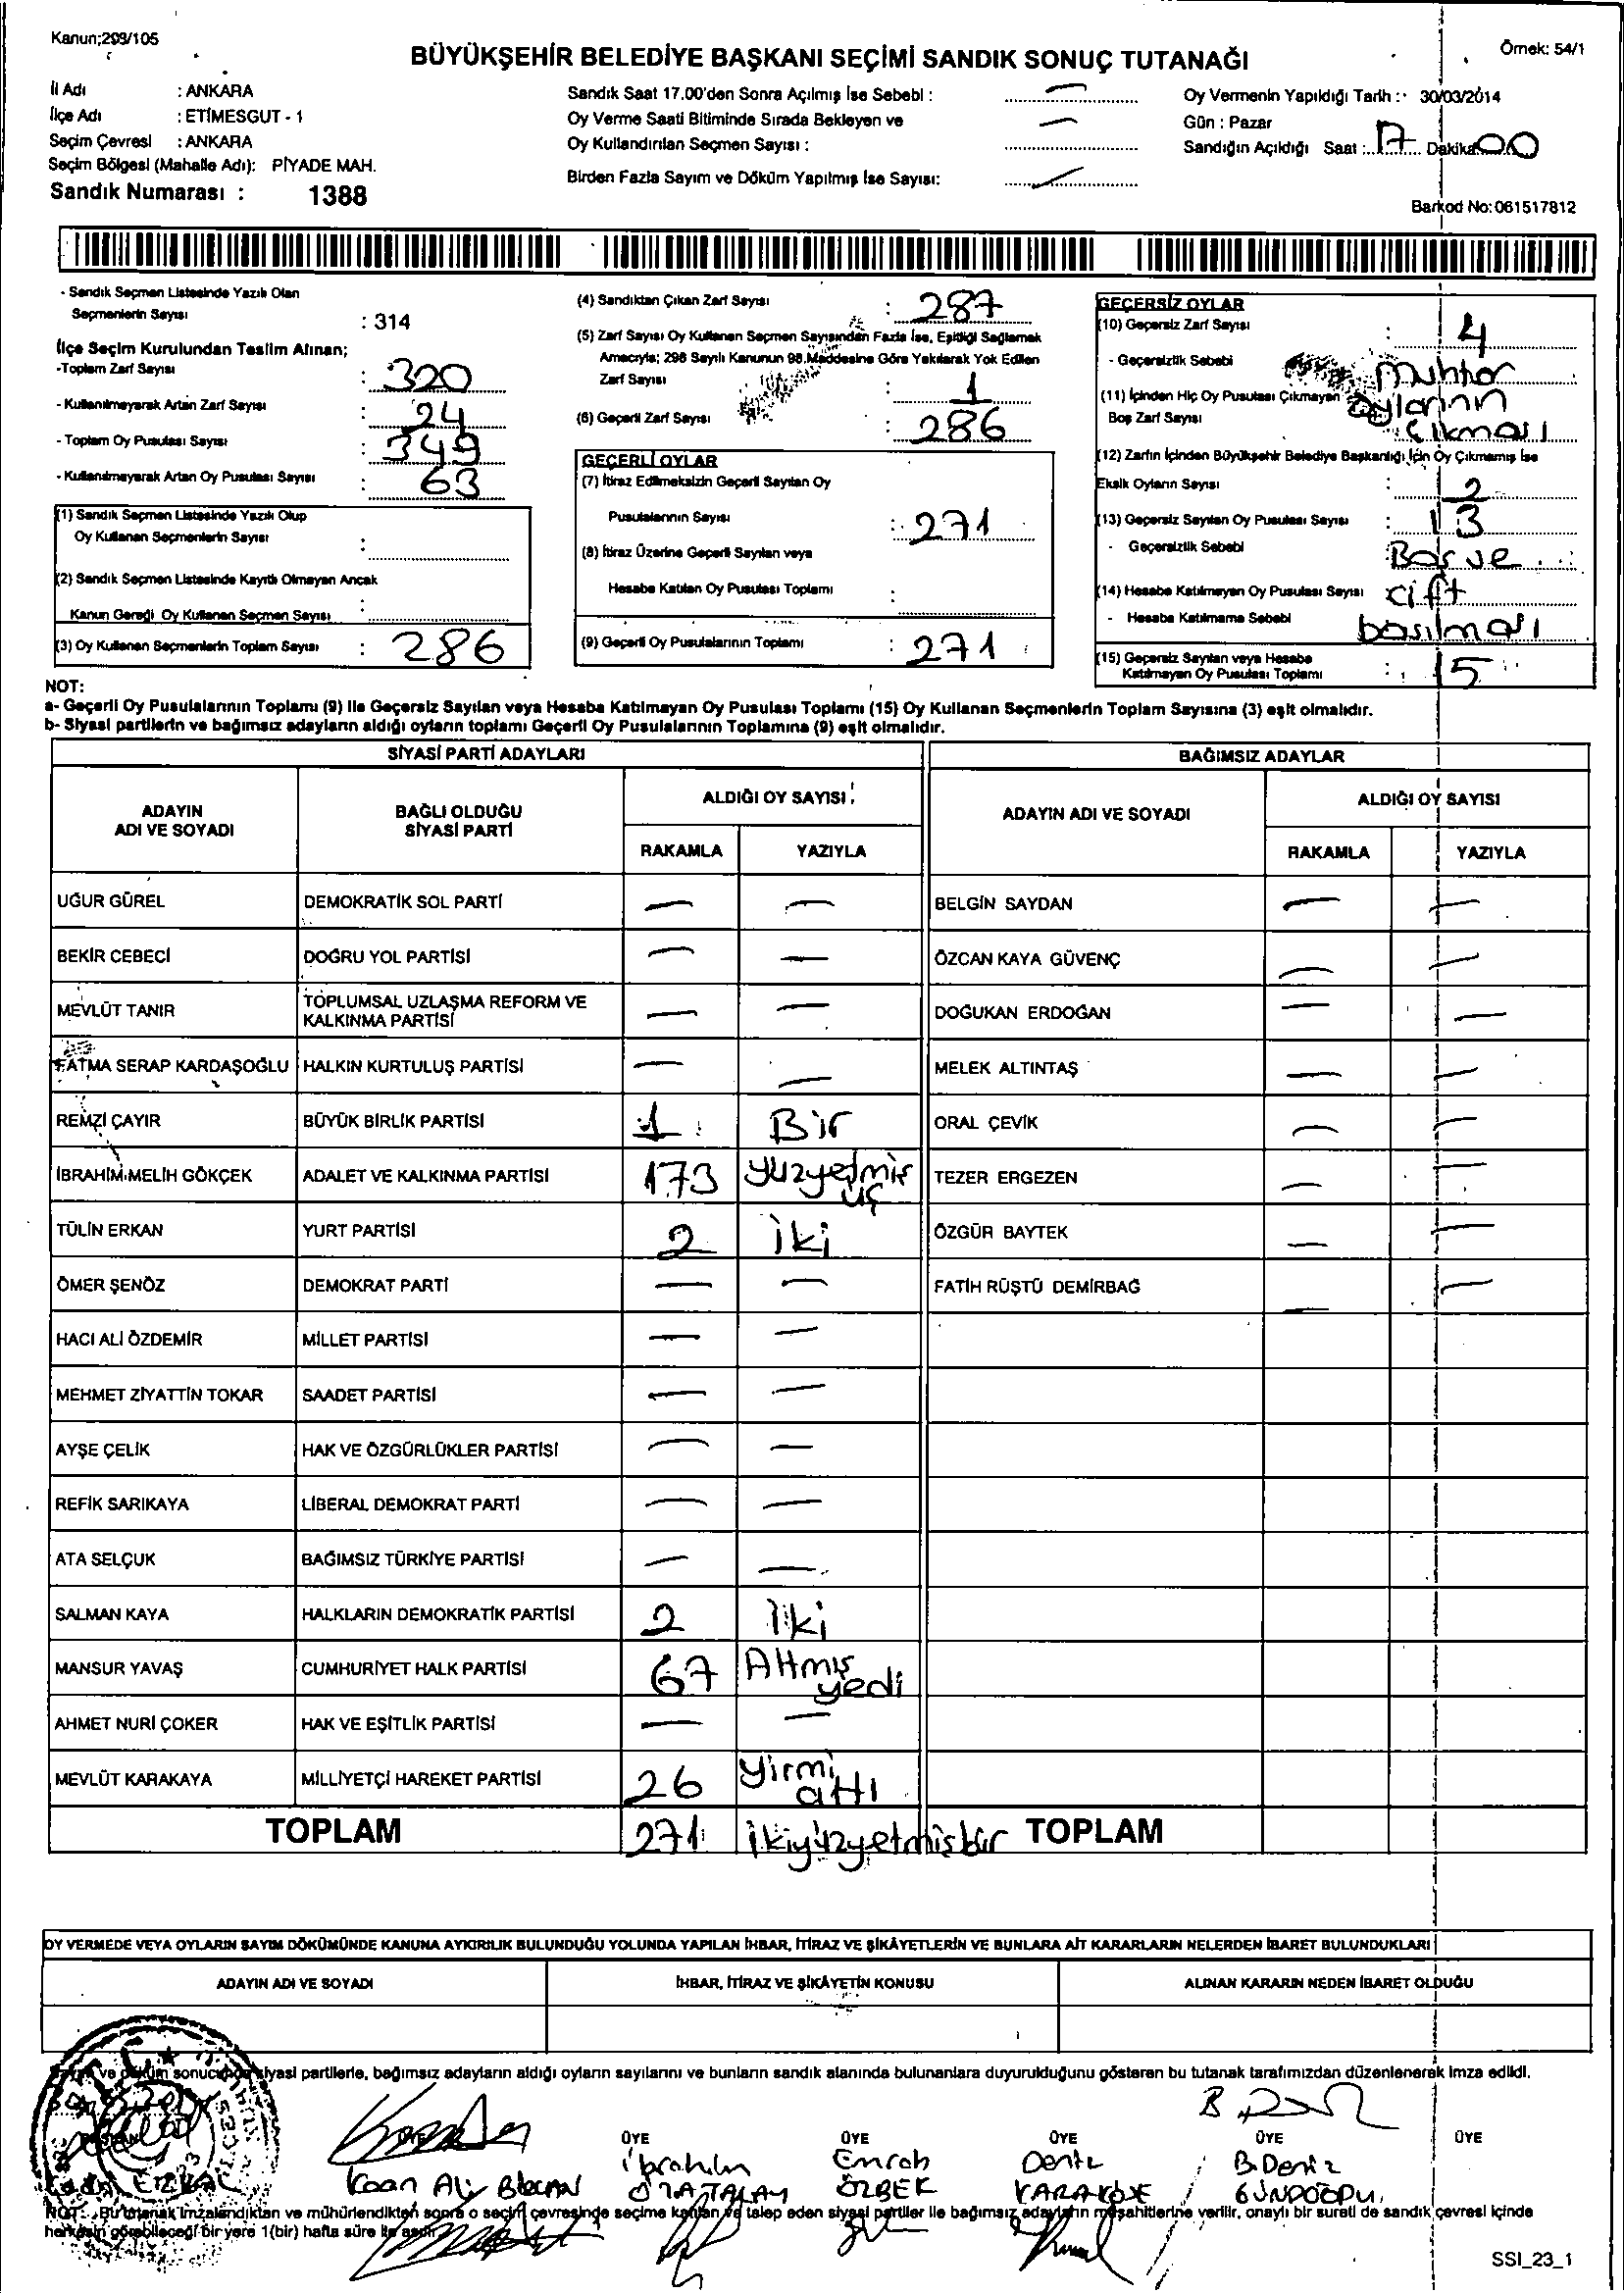 Kanun;298/105
BÜYÜKŞEHİR BELEDİYE BAŞKANI SEÇİMİ SANDIK SONUÇ TUTANAĞI
Örnek: 54/1
İl Adı : ANKARA
İlçe Adı : ETİMESGUT - 1
Seçim Çevresi : ANKARA
Seçim Bölgesi (Mahalle Adı): PİYADE MAH.
Sandık Numarası : 1388
Sandık Saat 17.00'den Sonra Açılmış İse Sebebi :
Oy Verme Saati Bitiminde Sırada Bekleyen ve
Oy Kullandırılan Seçmen Sayısı :
Birden Fazla Sayım ve Döküm Yapılmış İse Sayısı:
Oy Vermenin Yapıldığı Tarih : 30/03/2014
Gün : Pazar
Sandığın Açıldığı Saat : 17 Dakika 00
Barkod No: 061517812
- Sandık Seçmen Listesinde Yazılı Olan
Seçmenlerin Sayısı : 314
İlçe Seçim Kurulundan Teslim Alınan;
-Toplam Zarf Sayısı : 320
- Kullanılmayarak Artan Zarf Sayısı : 24
- Toplam Oy Pusulası Sayısı : 349
- Kullanılmayarak Artan Oy Pusulası Sayısı : 63
(1) Sandık Seçmen Listesinde Yazılı Olup
Oy Kullanan Seçmenlerin Sayısı :
(2) Sandık Seçmen Listesinde Kayıtlı Olmayan Ancak
Kanun Gereği Oy Kullanan Seçmen Sayısı :
(3) Oy Kullanan Seçmenlerin Toplam Sayısı : 286
(4) Sandıktan Çıkan Zarf Sayısı : 287
(5) Zarf Sayısı Oy Kullanan Seçmen Sayısından Fazla İse, Eşitliği Sağlamak
Amacıyla; 298 Sayılı Kanunun 98.Maddesine Göre Yakılarak Yok Edilen
Zarf Sayısı : 1
(6) Geçerli Zarf Sayısı : 286
GEÇERLİ OYLAR
(7) İtiraz Edilmeksizin Geçerli Sayılan Oy
Pusulalarının Sayısı : 271
(8) İtiraz Üzerine Geçerli Sayılan veya
Hesaba Katılan Oy Pusulası Toplamı :
(9) Geçerli Oy Pusulalarının Toplamı : 271
GEÇERSİZ OYLAR
(10) Geçersiz Zarf Sayısı : 4
- Geçersizlik Sebebi muhtar
(11) İçinden Hiç Oy Pusulası Çıkmayan oylarının
Boş Zarf Sayısı : çıkması
(12) Zarfın İçinden Büyükşehir Belediye Başkanlığı İçin Oy Çıkmamış İse
Eksik Oyların Sayısı : 2
(13) Geçersiz Sayılan Oy Pusulası Sayısı : 13
- Geçersizlik Sebebi Boş ve
(14) Hesaba Katılmayan Oy Pusulası Sayısı çift
- Hesaba Katılmama Sebebi basılması
(15) Geçersiz Sayılan veya Hesaba
Katılmayan Oy Pusulası Toplamı : 15
NOT:
a- Geçerli Oy Pusulalarının Toplamı (9) ile Geçersiz Sayılan veya Hesaba Katılmayan Oy Pusulası Toplamı (15) Oy Kullanan Seçmenlerin Toplam Sayısına (3) eşit olmalıdır.
b- Siyasi partilerin ve bağımsız adayların aldığı oyların toplamı Geçerli Oy Pusulalarının Toplamına (9) eşit olmalıdır.
SİYASİ PARTİ ADAYLARI
BAĞIMSIZ ADAYLAR
ADAYIN ADI VE SOYADI
BAĞLI OLDUĞU SİYASİ PARTİ
ALDIĞI OY SAYISI
ADAYIN ADI VE SOYADI
ALDIĞI OY SAYISI
RAKAMLA YAZIYLA
RAKAMLA YAZIYLA
UĞUR GÜREL DEMOKRATİK SOL PARTİ — — BELGİN SAYDAN — —
BEKİR CEBECİ DOĞRU YOL PARTİSİ — — ÖZCAN KAYA GÜVENÇ — —
MEVLÜT TANIR TOPLUMSAL UZLAŞMA REFORM VE KALKINMA PARTİSİ — — DOĞUKAN ERDOĞAN — —
FATMA SERAP KARDAŞOĞLU HALKIN KURTULUŞ PARTİSİ — — MELEK ALTINTAŞ — —
REMZİ ÇAYIR BÜYÜK BİRLİK PARTİSİ 1 Bir ORAL ÇEVİK — —
İBRAHİM MELİH GÖKÇEK ADALET VE KALKINMA PARTİSİ 173 yüzyetmiş üç TEZER ERGEZEN — —
TÜLİN ERKAN YURT PARTİSİ 2 iki ÖZGÜR BAYTEK — —
ÖMER ŞENÖZ DEMOKRAT PARTİ — — FATİH RÜŞTÜ DEMİRBAĞ — —
HACI ALİ ÖZDEMİR MİLLET PARTİSİ — —
MEHMET ZİYATTİN TOKAR SAADET PARTİSİ — —
AYŞE ÇELİK HAK VE ÖZGÜRLÜKLER PARTİSİ — —
REFİK SARIKAYA LİBERAL DEMOKRAT PARTİ — —
ATA SELÇUK BAĞIMSIZ TÜRKİYE PARTİSİ — —
SALMAN KAYA HALKLARIN DEMOKRATİK PARTİSİ 2 İki
MANSUR YAVAŞ CUMHURİYET HALK PARTİSİ 67 Altmış yedi
AHMET NURİ ÇOKER HAK VE EŞİTLİK PARTİSİ — —
MEVLÜT KARAKAYA MİLLİYETÇİ HAREKET PARTİSİ 26 Yirmi altı
TOPLAM 271 ikiyüzyetmişbir TOPLAM
OY VERMEDE VEYA OYLARIN SAYIM DÖKÜMÜNDE KANUNA AYKIRILIK BULUNDUĞU YOLUNDA YAPILAN İHBAR, İTİRAZ VE ŞİKÂYETLERİN VE BUNLARA AİT KARARLARIN NELERDEN İBARET BULUNDUKLARI
ADAYIN ADI VE SOYADI İHBAR, İTİRAZ VE ŞİKÂYETİN KONUSU ALINAN KARARIN NEDEN İBARET OLDUĞU
ve döküm sonucunda siyasi partilerle, bağımsız adayların aldığı oyların sayılarını ve bunların sandık alanında bulunanlara duyurulduğunu gösteren bu tutanak tarafımızdan düzenlenerek imza edildi.
ÜYE ÜYE ÜYE ÜYE ÜYE
Kaan Ali
İbrahim Emrah ÖZBEK Deniz KARAKÖSE B.Deniz GÜNDOĞDU
NOT: Bu tutanak imzalandıktan ve mühürlendikten sonra o seçim çevresinde seçime katılan ve talep eden siyasi partiler ile bağımsız adayların müşahitlerine verilir, onaylı bir sureti de sandık çevresi içinde
herkesin görebileceği bir yere 1(bir) hafta süre ile asılır.
SSI_23_1